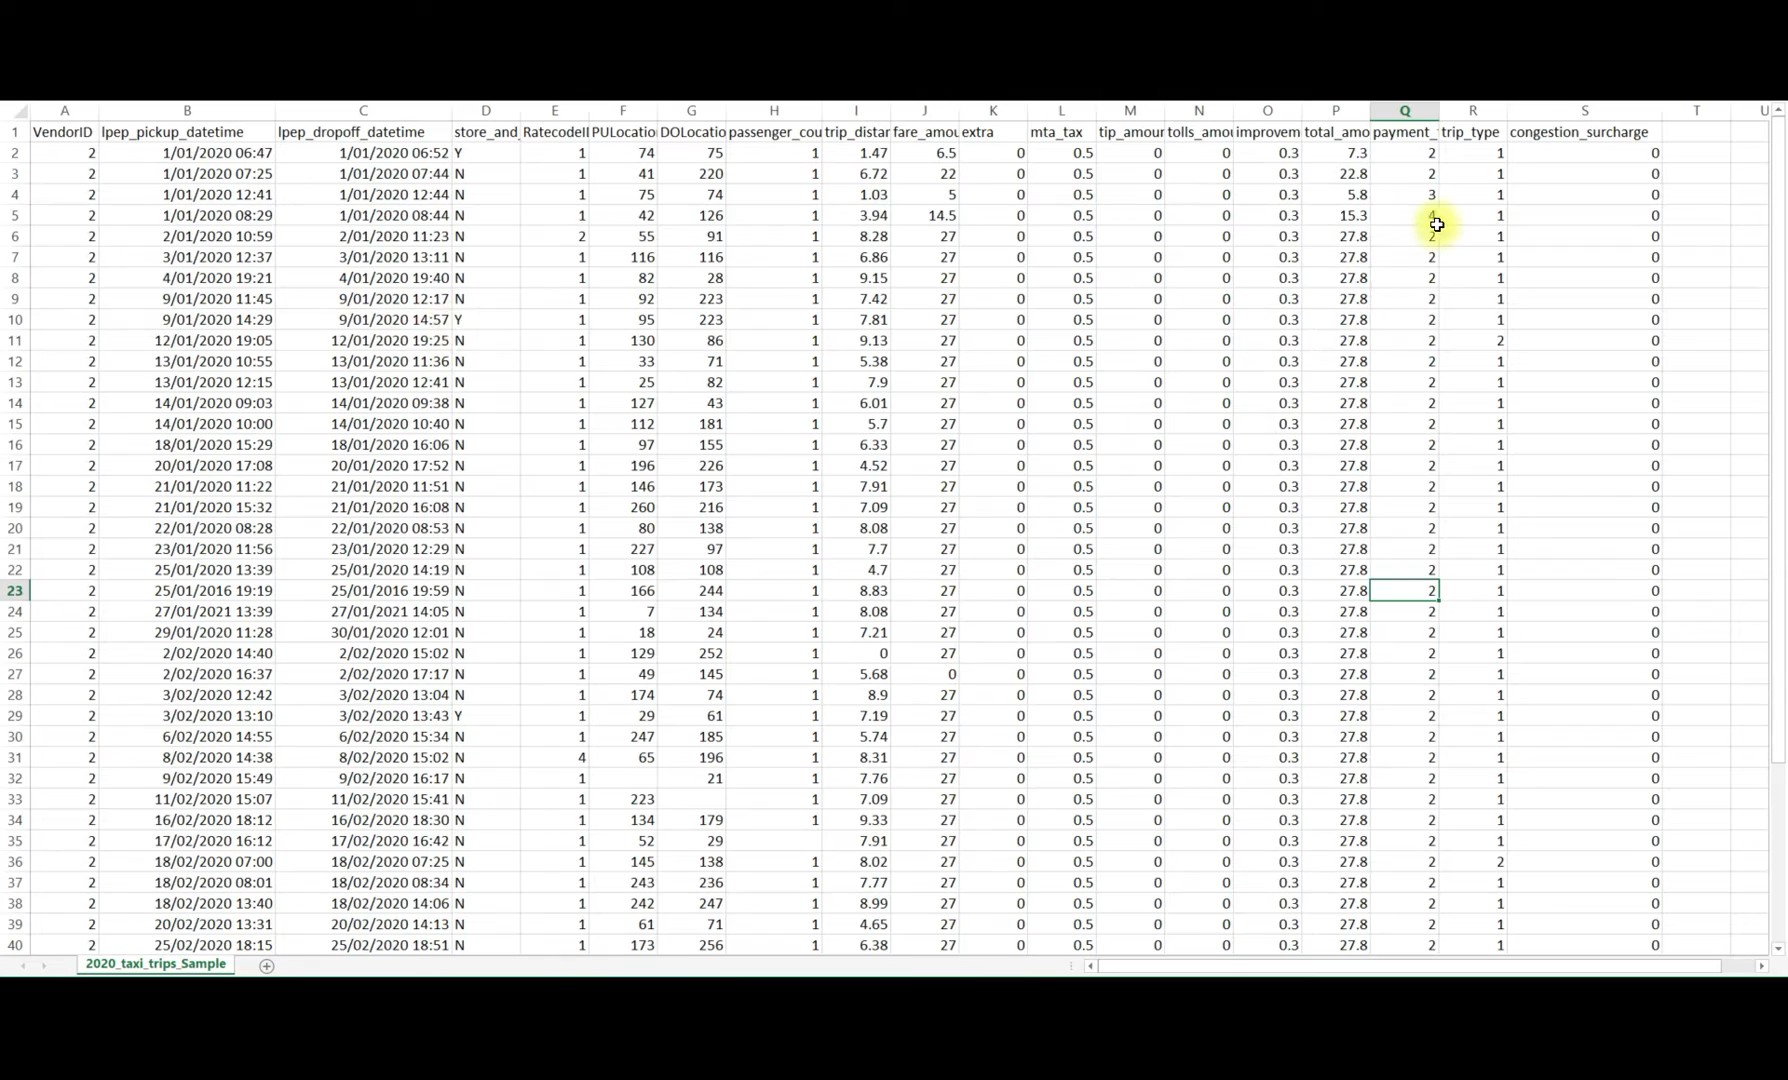 A B C D E F G H I J K L M N O P Q R S T U
1 VendorID lpep_pickup_datetime lpep_dropoff_datetime store_and_ RatecodeII PULocation DOLocatio passenger_cou trip_distar fare_amou extra mta_tax tip_amour tolls_amou improvem total_amo payment_ trip_type congestion_surcharge
2 2 1/01/2020 06:47 1/01/2020 06:52 Y 1 74 75 1 1.47 6.5 0 0.5 0 0 0.3 7.3 2 1 0
3 2 1/01/2020 07:25 1/01/2020 07:44 N 1 41 220 1 6.72 22 0 0.5 0 0 0.3 22.8 2 1 0
4 2 1/01/2020 12:41 1/01/2020 12:44 N 1 75 74 1 1.03 5 0 0.5 0 0 0.3 5.8 3 1 0
5 2 1/01/2020 08:29 1/01/2020 08:44 N 1 42 126 1 3.94 14.5 0 0.5 0 0 0.3 15.3 4 1 0
6 2 2/01/2020 10:59 2/01/2020 11:23 N 2 55 91 1 8.28 27 0 0.5 0 0 0.3 27.8 2 1 0
7 2 3/01/2020 12:37 3/01/2020 13:11 N 1 116 116 1 6.86 27 0 0.5 0 0 0.3 27.8 2 1 0
8 2 4/01/2020 19:21 4/01/2020 19:40 N 1 82 28 1 9.15 27 0 0.5 0 0 0.3 27.8 2 1 0
9 2 9/01/2020 11:45 9/01/2020 12:17 N 1 92 223 1 7.42 27 0 0.5 0 0 0.3 27.8 2 1 0
10 2 9/01/2020 14:29 9/01/2020 14:57 Y 1 95 223 1 7.81 27 0 0.5 0 0 0.3 27.8 2 1 0
11 2 12/01/2020 19:05 12/01/2020 19:25 N 1 130 86 1 9.13 27 0 0.5 0 0 0.3 27.8 2 2 0
12 2 13/01/2020 10:55 13/01/2020 11:36 N 1 33 71 1 5.38 27 0 0.5 0 0 0.3 27.8 2 1 0
13 2 13/01/2020 12:15 13/01/2020 12:41 N 1 25 82 1 7.9 27 0 0.5 0 0 0.3 27.8 2 1 0
14 2 14/01/2020 09:03 14/01/2020 09:38 N 1 127 43 1 6.01 27 0 0.5 0 0 0.3 27.8 2 1 0
15 2 14/01/2020 10:00 14/01/2020 10:40 N 1 112 181 1 5.7 27 0 0.5 0 0 0.3 27.8 2 1 0
16 2 18/01/2020 15:29 18/01/2020 16:06 N 1 97 155 1 6.33 27 0 0.5 0 0 0.3 27.8 2 1 0
17 2 20/01/2020 17:08 20/01/2020 17:52 N 1 196 226 1 4.52 27 0 0.5 0 0 0.3 27.8 2 1 0
18 2 21/01/2020 11:22 21/01/2020 11:51 N 1 146 173 1 7.91 27 0 0.5 0 0 0.3 27.8 2 1 0
19 2 21/01/2020 15:32 21/01/2020 16:08 N 1 260 216 1 7.09 27 0 0.5 0 0 0.3 27.8 2 1 0
20 2 22/01/2020 08:28 22/01/2020 08:53 N 1 80 138 1 8.08 27 0 0.5 0 0 0.3 27.8 2 1 0
21 2 23/01/2020 11:56 23/01/2020 12:29 N 1 227 97 1 7.7 27 0 0.5 0 0 0.3 27.8 2 1 0
22 2 25/01/2020 13:39 25/01/2020 14:19 N 1 108 108 1 4.7 27 0 0.5 0 0 0.3 27.8 2 1 0
23 2 25/01/2016 19:19 25/01/2016 19:59 N 1 166 244 1 8.83 27 0 0.5 0 0 0.3 27.8 2 1 0
24 2 27/01/2021 13:39 27/01/2021 14:05 N 1 7 134 1 8.08 27 0 0.5 0 0 0.3 27.8 2 1 0
25 2 29/01/2020 11:28 30/01/2020 12:01 N 1 18 24 1 7.21 27 0 0.5 0 0 0.3 27.8 2 1 0
26 2 2/02/2020 14:40 2/02/2020 15:02 N 1 129 252 1 0 27 0 0.5 0 0 0.3 27.8 2 1 0
27 2 2/02/2020 16:37 2/02/2020 17:17 N 1 49 145 1 5.68 0 0 0.5 0 0 0.3 27.8 2 1 0
28 2 3/02/2020 12:42 3/02/2020 13:04 N 1 174 74 1 8.9 27 0 0.5 0 0 0.3 27.8 2 1 0
29 2 3/02/2020 13:10 3/02/2020 13:43 Y 1 29 61 1 7.19 27 0 0.5 0 0 0.3 27.8 2 1 0
30 2 6/02/2020 14:55 6/02/2020 15:34 N 1 247 185 1 5.74 27 0 0.5 0 0 0.3 27.8 2 1 0
31 2 8/02/2020 14:38 8/02/2020 15:02 N 4 65 196 1 8.31 27 0 0.5 0 0 0.3 27.8 2 1 0
32 2 9/02/2020 15:49 9/02/2020 16:17 N 1 21 1 7.76 27 0 0.5 0 0 0.3 27.8 2 1 0
33 2 11/02/2020 15:07 11/02/2020 15:41 N 1 223 1 7.09 27 0 0.5 0 0 0.3 27.8 2 1 0
34 2 16/02/2020 18:12 16/02/2020 18:30 N 1 134 179 1 9.33 27 0 0.5 0 0 0.3 27.8 2 1 0
35 2 17/02/2020 16:12 17/02/2020 16:42 N 1 52 29 7.91 27 0 0.5 0 0 0.3 27.8 2 1 0
36 2 18/02/2020 07:00 18/02/2020 07:25 N 1 145 138 1 8.02 27 0 0.5 0 0 0.3 27.8 2 2 0
37 2 18/02/2020 08:01 18/02/2020 08:34 N 1 243 236 1 7.77 27 0 0.5 0 0 0.3 27.8 2 1 0
38 2 18/02/2020 13:40 18/02/2020 14:06 N 1 242 247 1 8.99 27 0 0.5 0 0 0.3 27.8 2 1 0
39 2 20/02/2020 13:31 20/02/2020 14:13 N 1 61 71 1 4.65 27 0 0.5 0 0 0.3 27.8 2 1 0
40 2 25/02/2020 18:15 25/02/2020 18:51 N 1 173 256 1 6.38 27 0 0.5 0 0 0.3 27.8 2 1 0
2020_taxi_trips_Sample